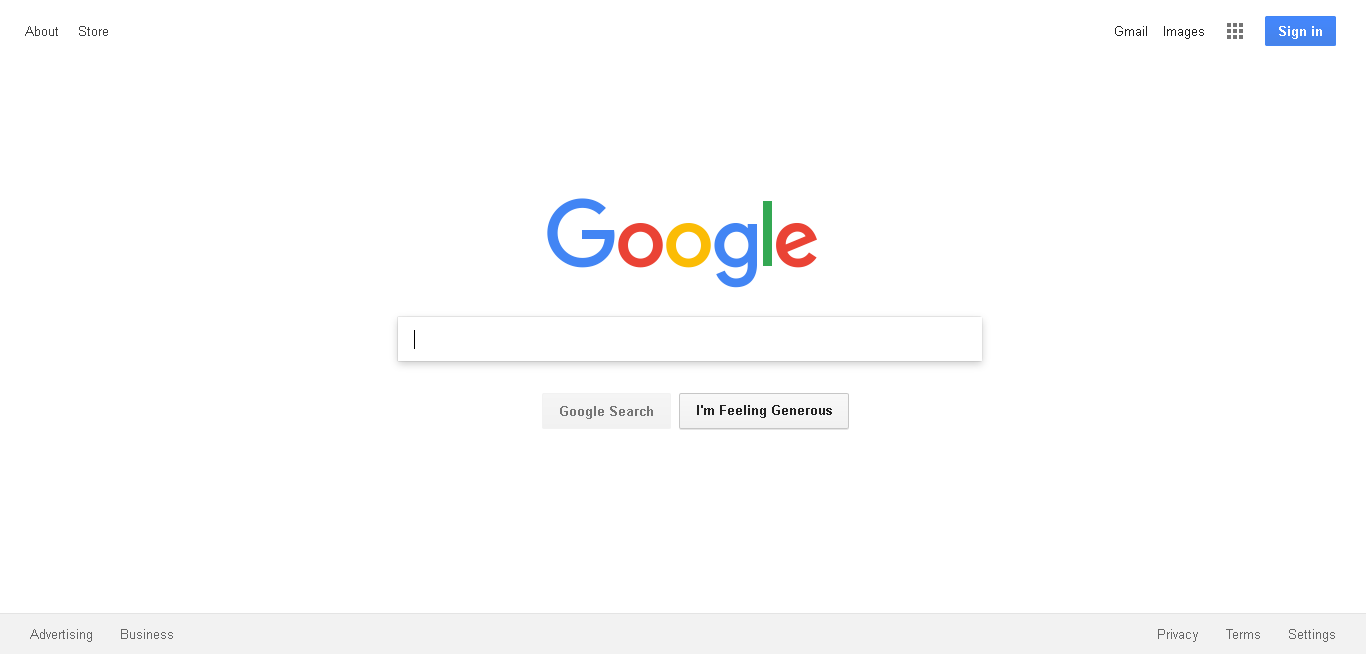 About Store Gmail Images Sign in
Google
Google Search I'm Feeling Generous
Advertising Business Privacy Terms Settings